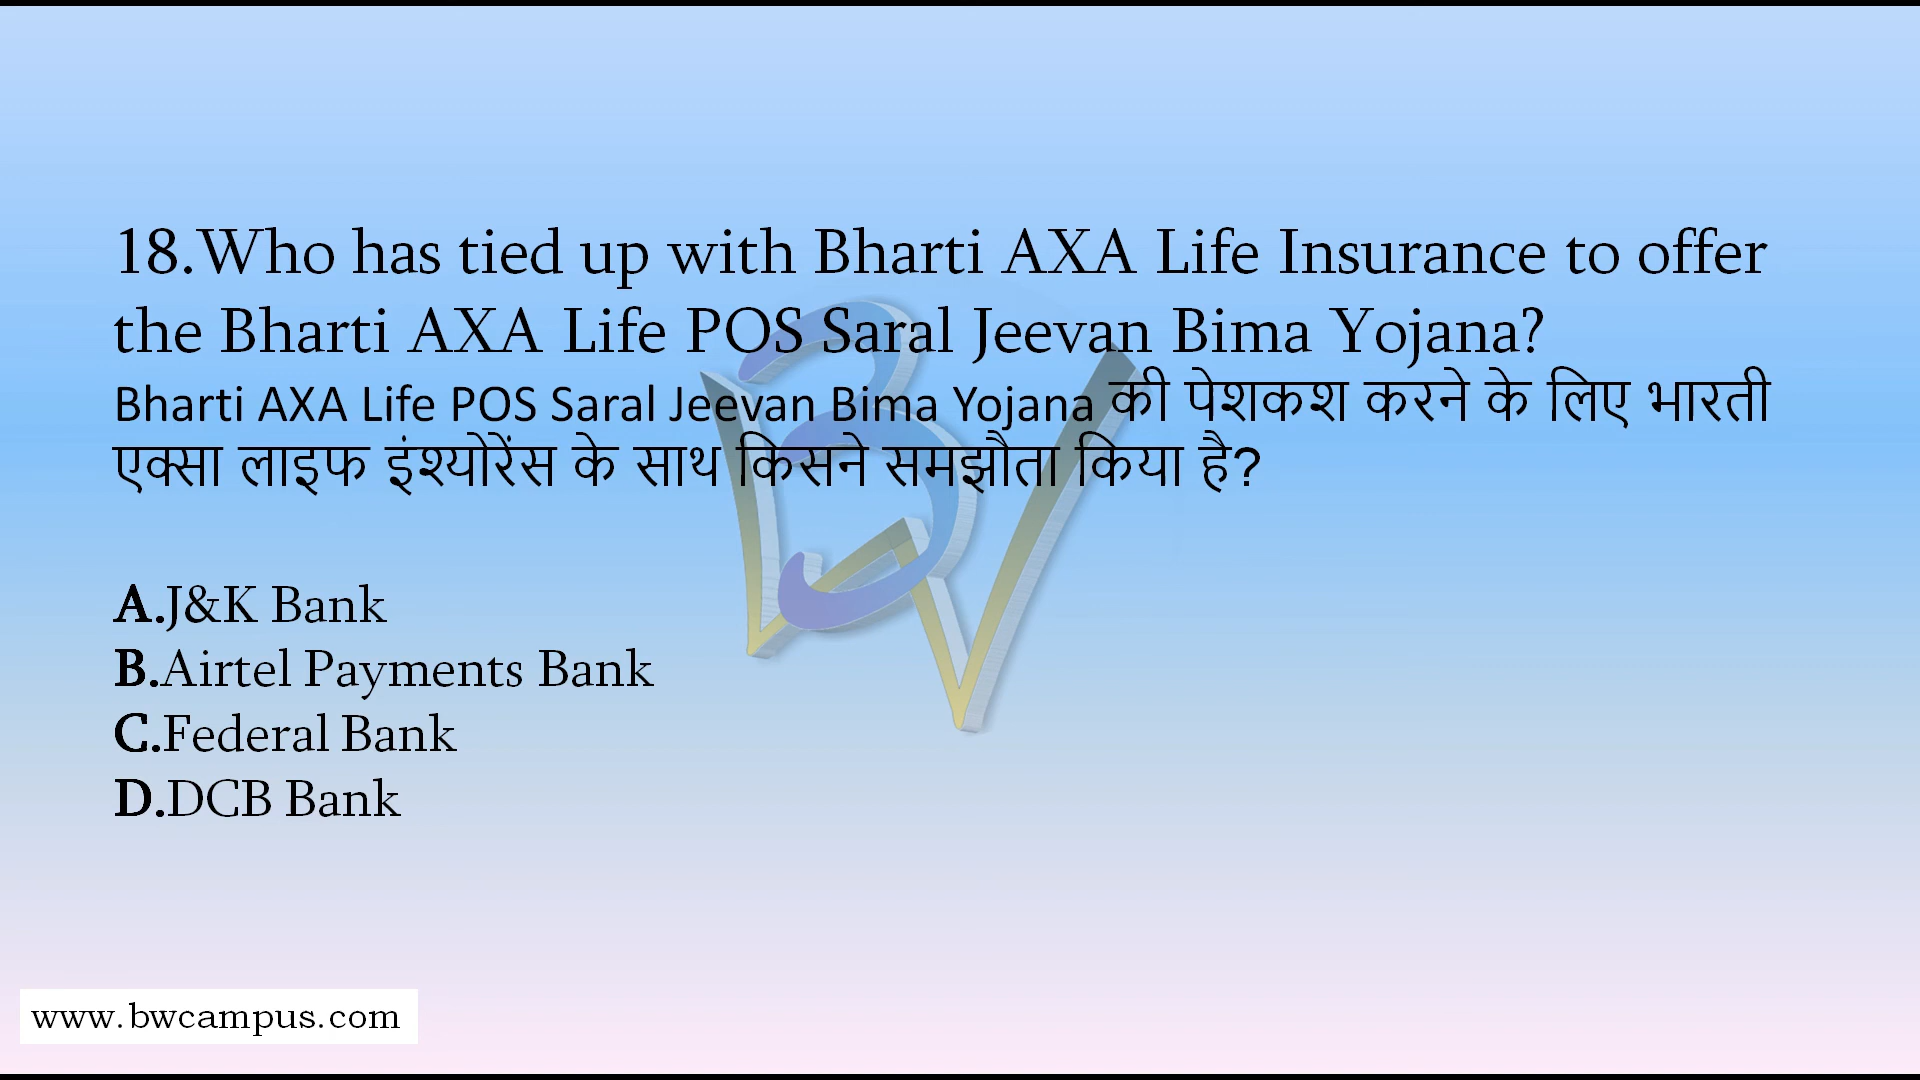 18.Who has tied up with Bharti AXA Life Insurance to offer
the Bharti AXA Life POS Saral Jeevan Bima Yojana?
Bharti AXA Life POS Saral Jeevan Bima Yojana की पेशकश करने के लिए भारती
एक्सा लाइफ इंश्योरेंस के साथ किसने समझौता किया है?
A.J&K Bank
B.Airtel Payments Bank
C.Federal Bank
D.DCB Bank
www.bwcampus.com